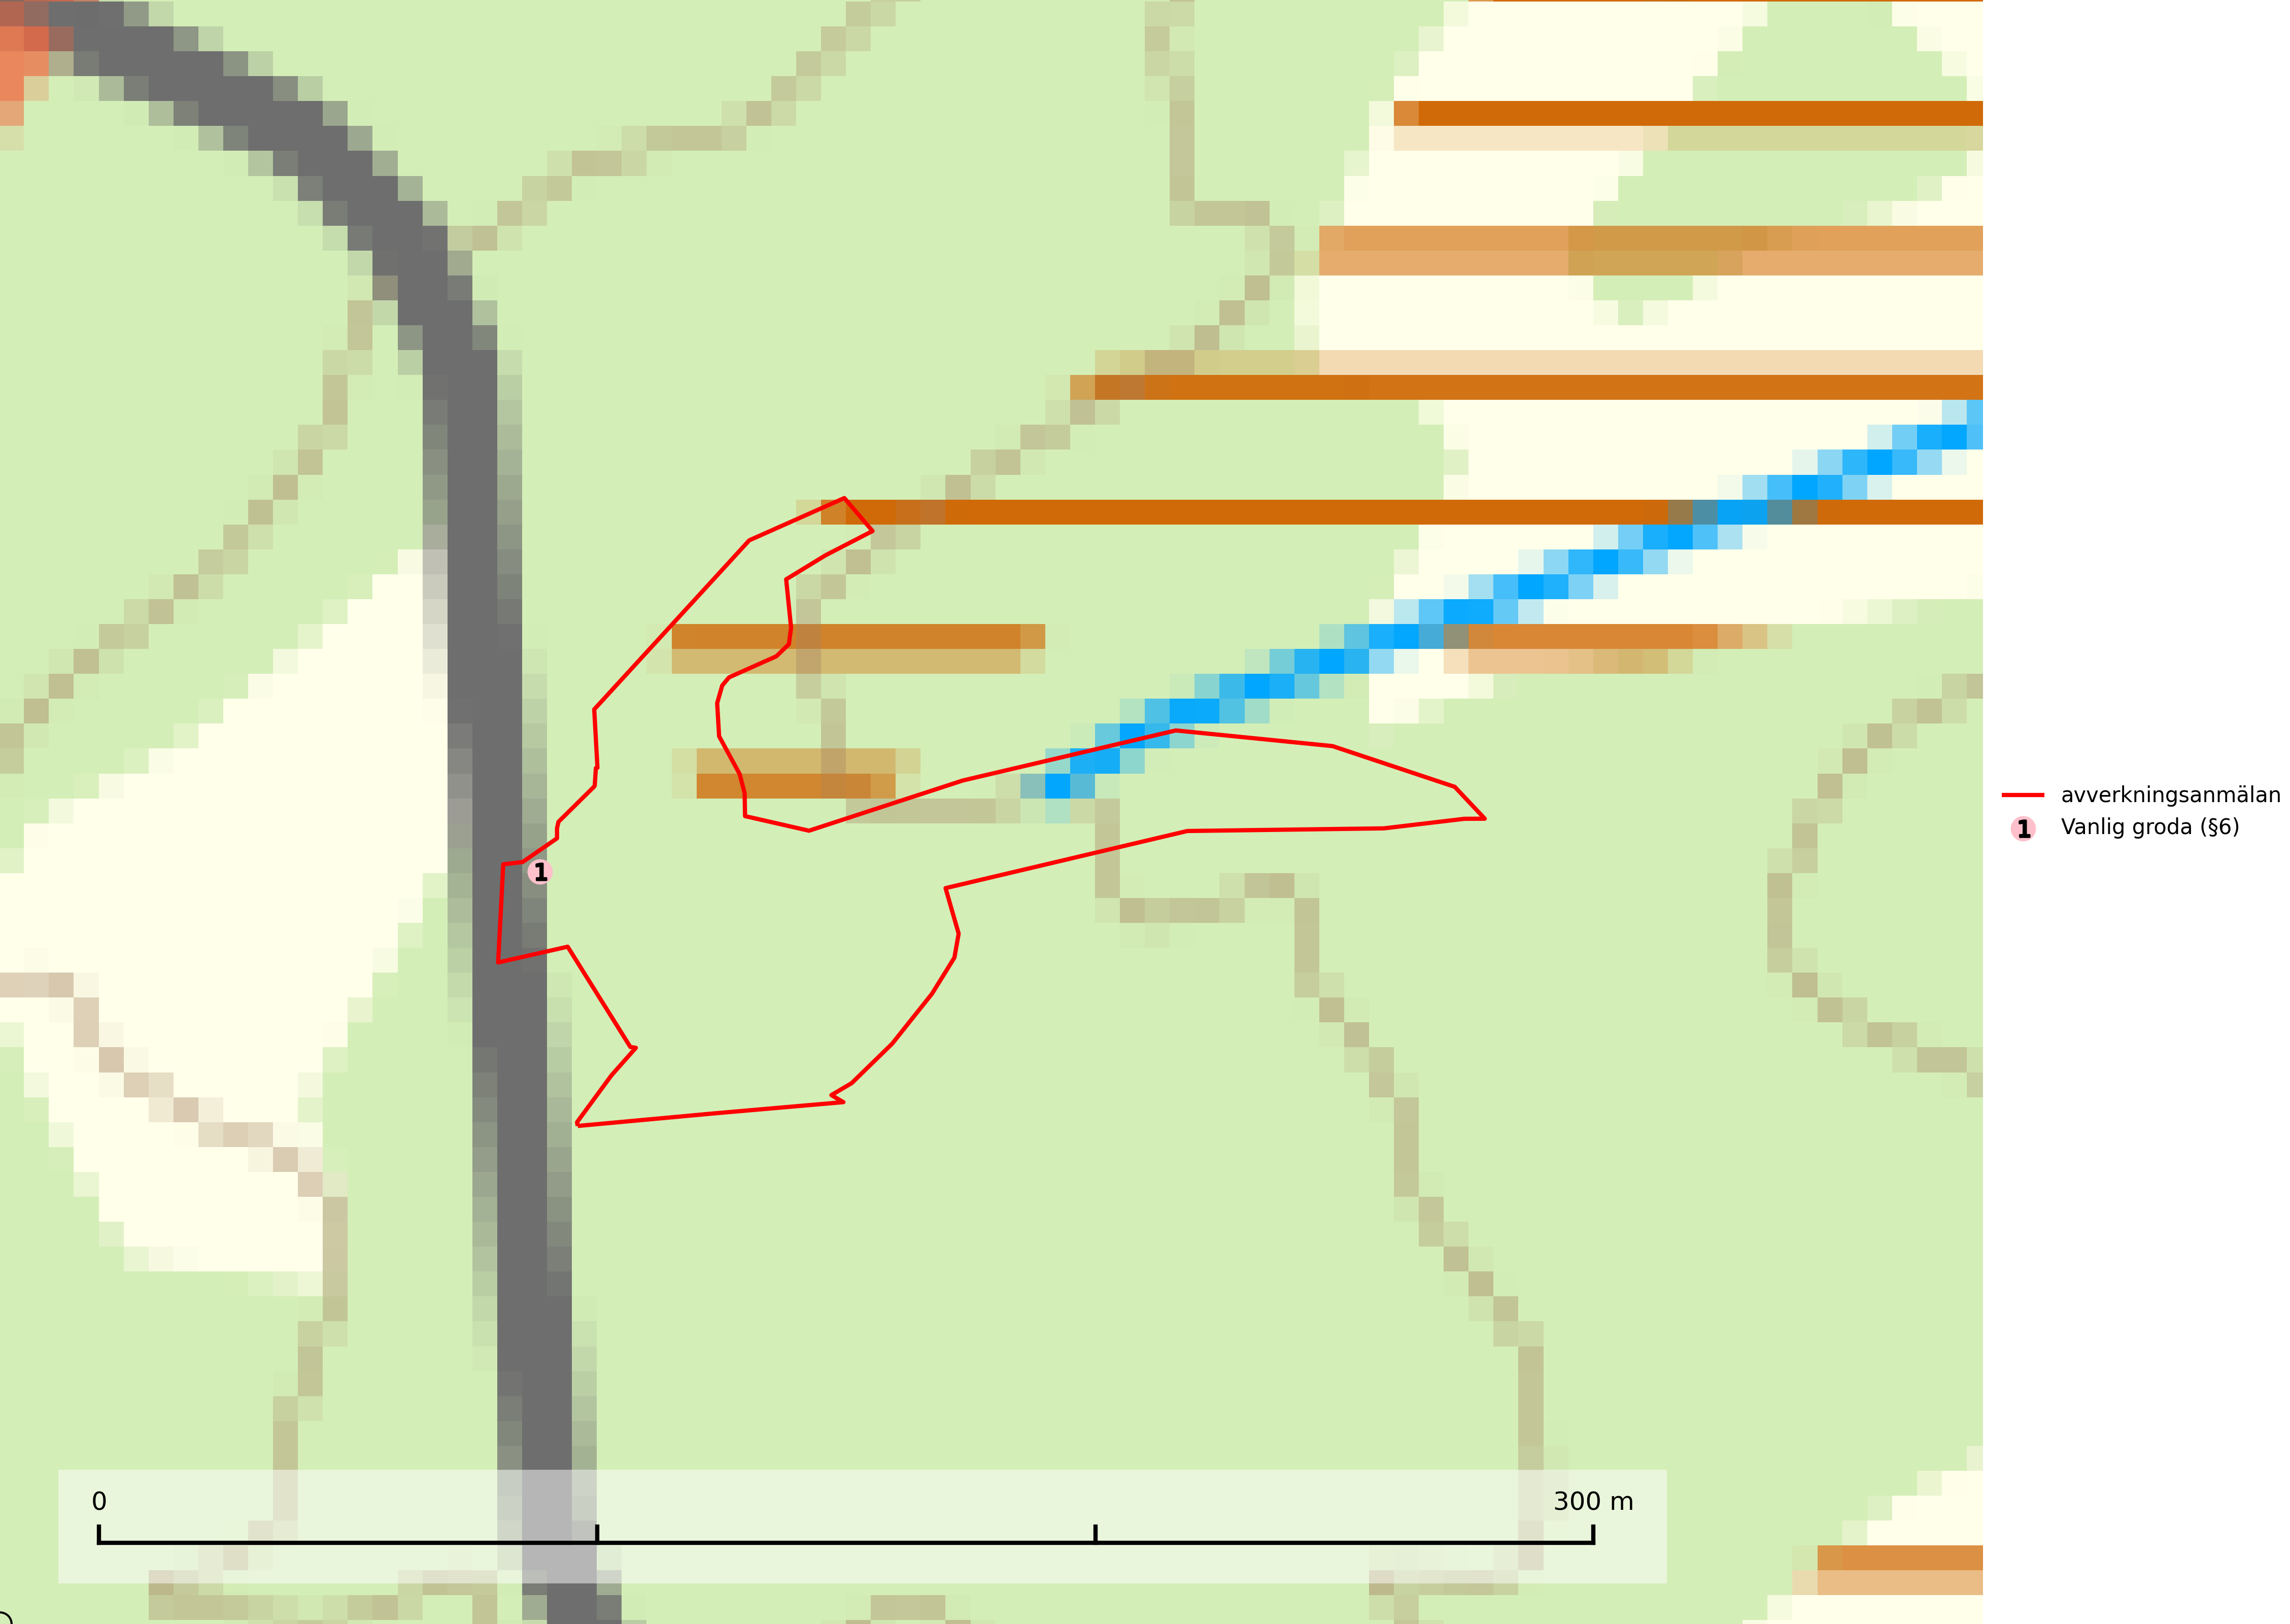 1
avverkningsanmälan
1 Vanlig groda (§6)
0 300 m